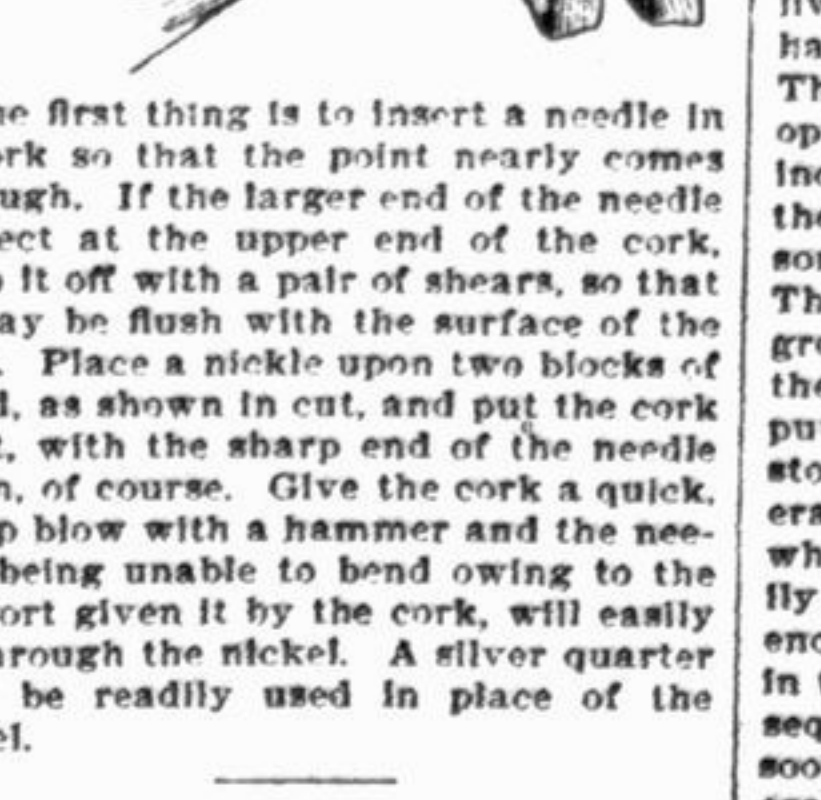 he first thing is to insert a needle in
ork so that the point nearly comes
ugh. If the larger end of the needle
ect at the upper end of the cork,
it off with a pair of shears, so that
ay be flush with the surface of the
. Place a nickle upon two blocks of
d, as shown in cut, and put the cork
t, with the sharp end of the needle
n, of course. Give the cork a quick,
p blow with a hammer and the nee-
being unable to bend owing to the
ort given it by the cork, will easily
hrough the nickel. A silver quarter
be readily used in place of the
el.
ha
Th
op
inc
the
som
Th
gre
the
pu
sto
era
wh
fly
enc
in
seq
soo